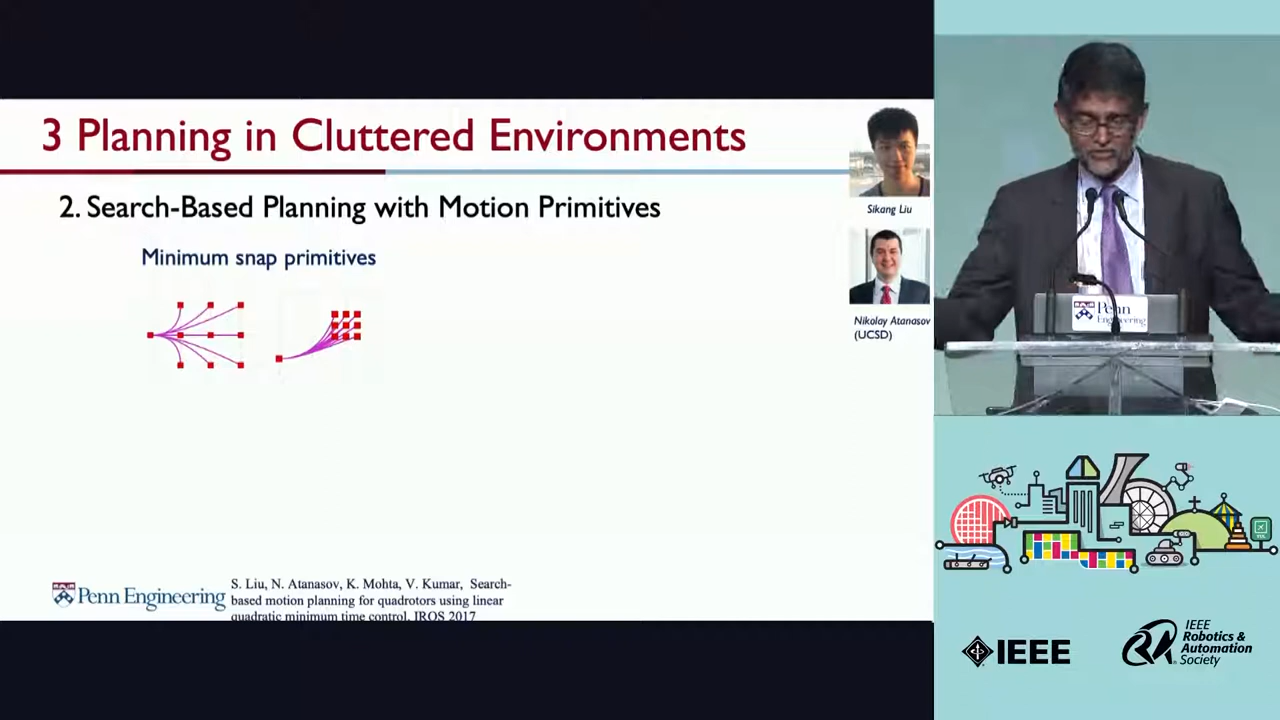 3 Planning in Cluttered Environments
2. Search-Based Planning with Motion Primitives
Minimum snap primitives
Sikang Liu
Nikolay Atanasov
(UCSD)
Penn Engineering
S. Liu, N. Atanasov, K. Mohta, V. Kumar, Search-
based motion planning for quadrotors using linear
quadratic minimum time control, IROS 2017
Penn
Engineering
IEEE
IEEE
Robotics &
Automation
Society